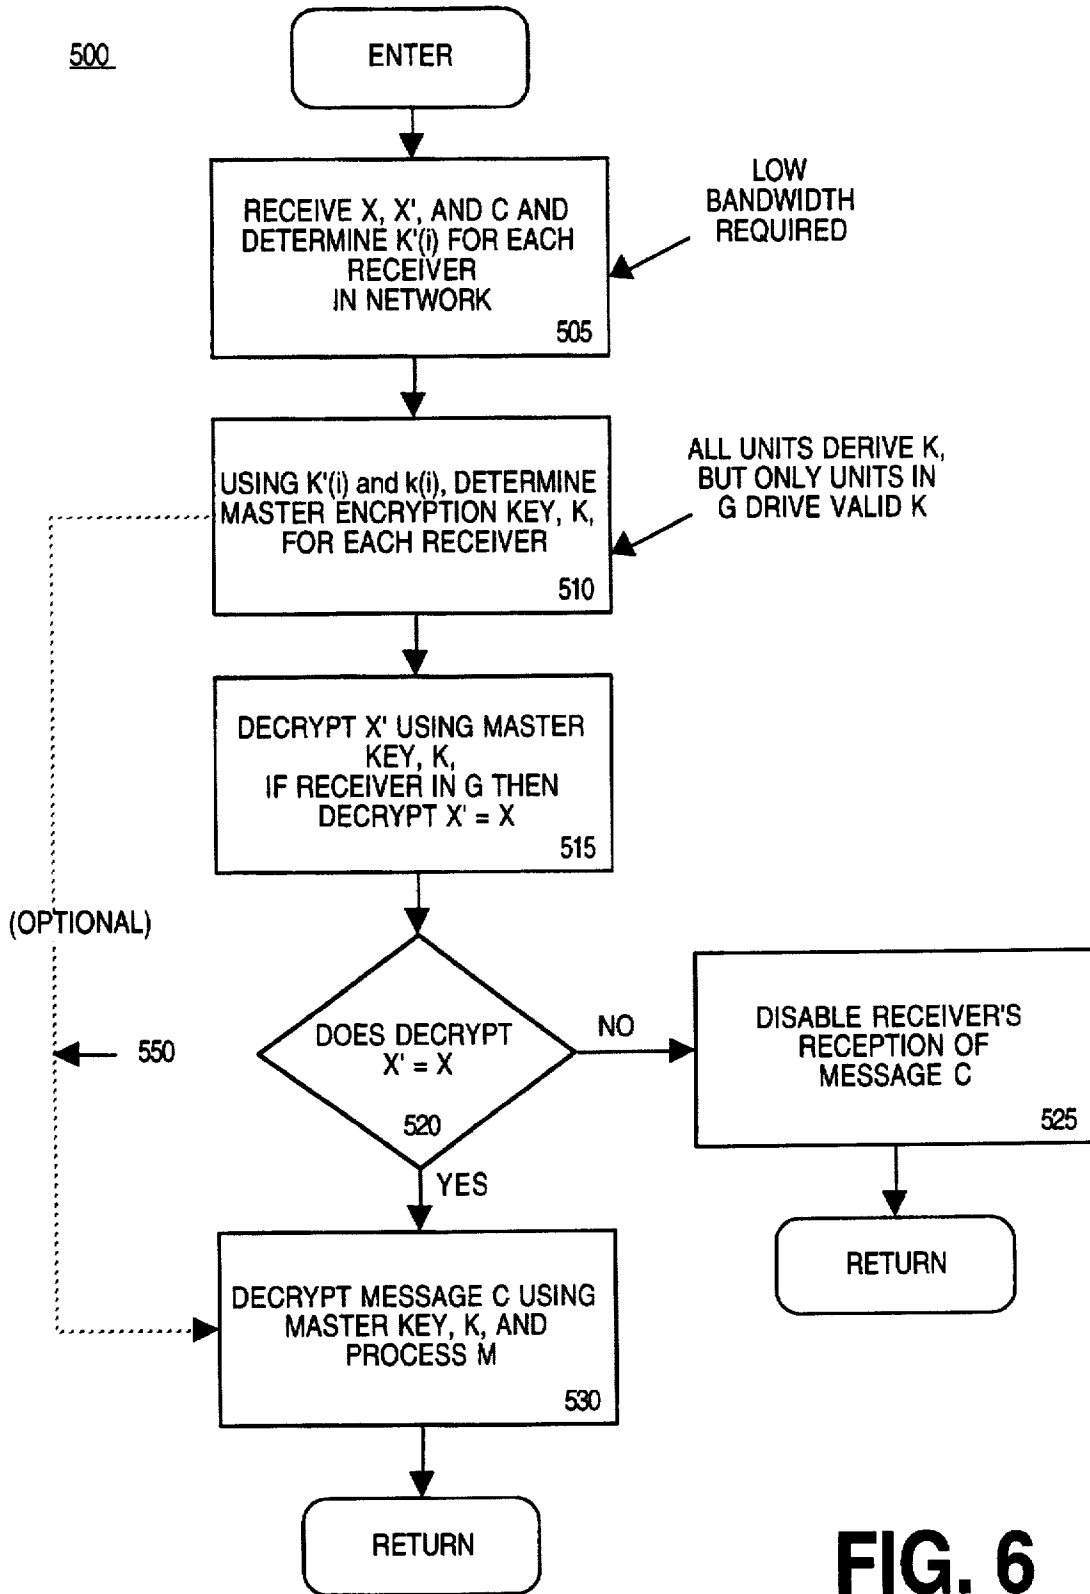 500
ENTER
RECEIVE X, X', AND C AND
DETERMINE K'(i) FOR EACH
RECEIVER
IN NETWORK
505
LOW
BANDWIDTH
REQUIRED
USING K'(i) and k(i), DETERMINE
MASTER ENCRYPTION KEY, K,
FOR EACH RECEIVER
510
ALL UNITS DERIVE K,
BUT ONLY UNITS IN
G DRIVE VALID K
DECRYPT X' USING MASTER
KEY, K,
IF RECEIVER IN G THEN
DECRYPT X' = X
515
(OPTIONAL)
550
DOES DECRYPT
X' = X
520
NO
DISABLE RECEIVER'S
RECEPTION OF
MESSAGE C
525
YES
RETURN
DECRYPT MESSAGE C USING
MASTER KEY, K, AND
PROCESS M
530
RETURN
FIG. 6